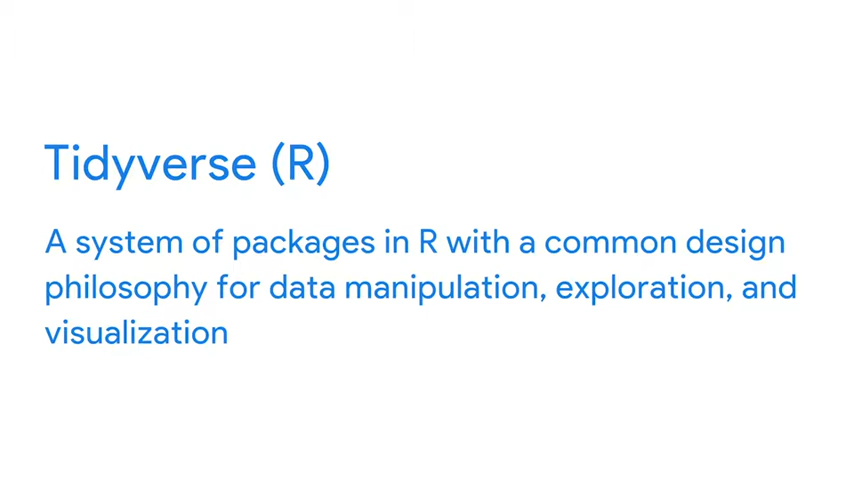 Tidyverse (R)
A system of packages in R with a common design
philosophy for data manipulation, exploration, and
visualization